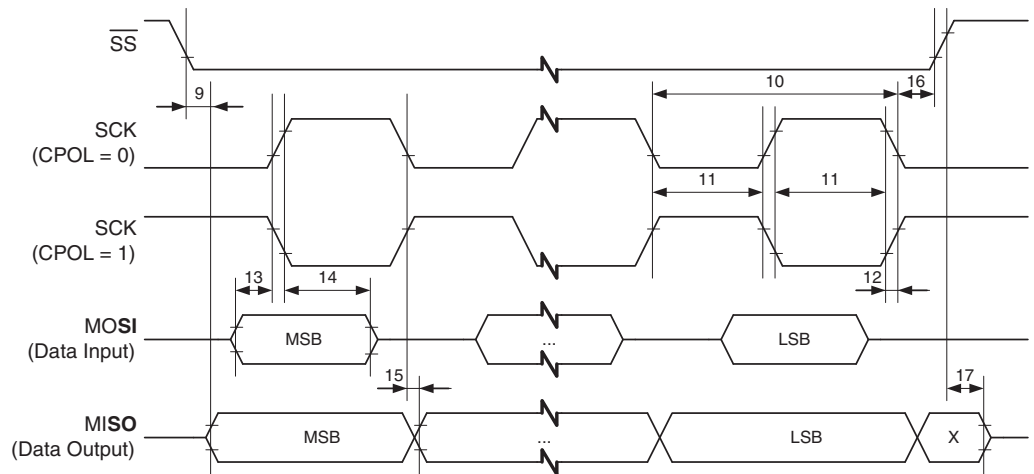 SS
10
16
9
SCK
(CPOL = 0)
11
11
SCK
(CPOL = 1)
13
14
12
MOSI
(Data Input)
MSB
...
LSB
15
17
MISO
(Data Output)
MSB
...
LSB
X